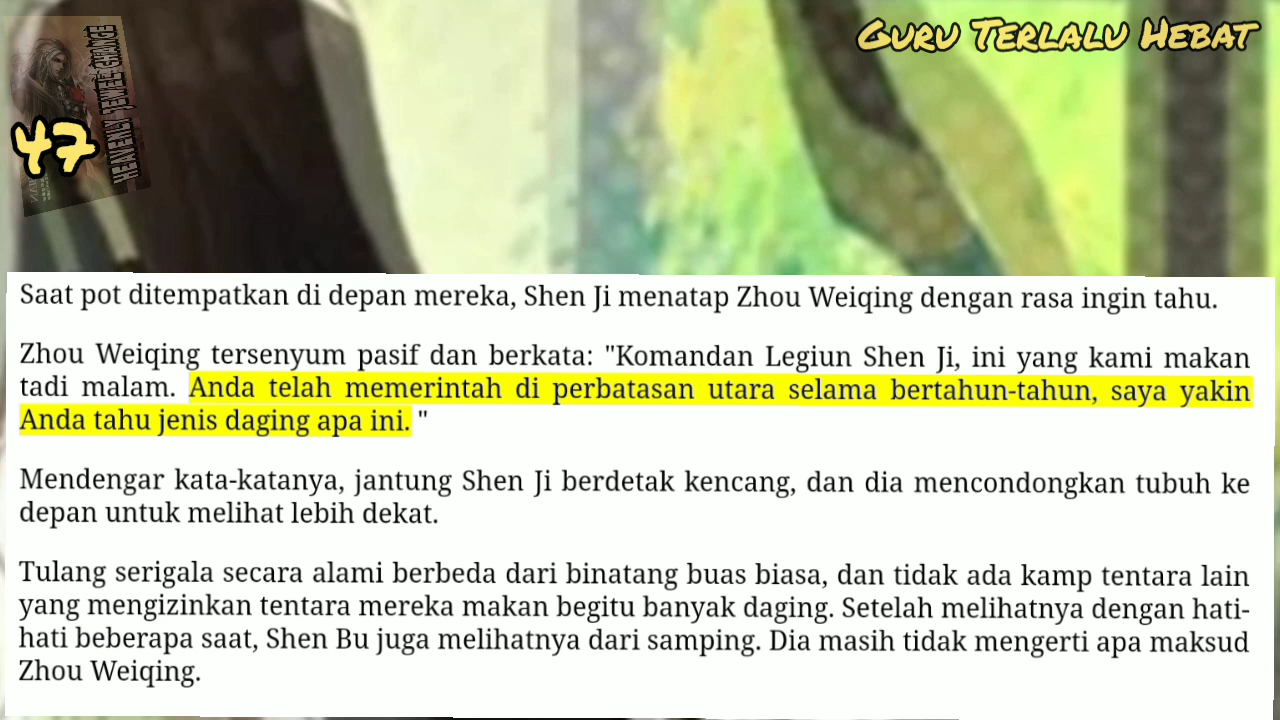 Guru Terlalu Hebat
HEAVENLY JEWEL CHANGE
47
Saat pot ditempatkan di depan mereka, Shen Ji menatap Zhou Weiqing dengan rasa ingin tahu.
Zhou Weiqing tersenyum pasif dan berkata: "Komandan Legiun Shen Ji, ini yang kami makan
tadi malam. Anda telah memerintah di perbatasan utara selama bertahun-tahun, saya yakin
Anda tahu jenis daging apa ini. "
Mendengar kata-katanya, jantung Shen Ji berdetak kencang, dan dia mencondongkan tubuh ke
depan untuk melihat lebih dekat.
Tulang serigala secara alami berbeda dari binatang buas biasa, dan tidak ada kamp tentara lain
yang mengizinkan tentara mereka makan begitu banyak daging. Setelah melihatnya dengan hati-
hati beberapa saat, Shen Bu juga melihatnya dari samping. Dia masih tidak mengerti apa maksud
Zhou Weiqing.